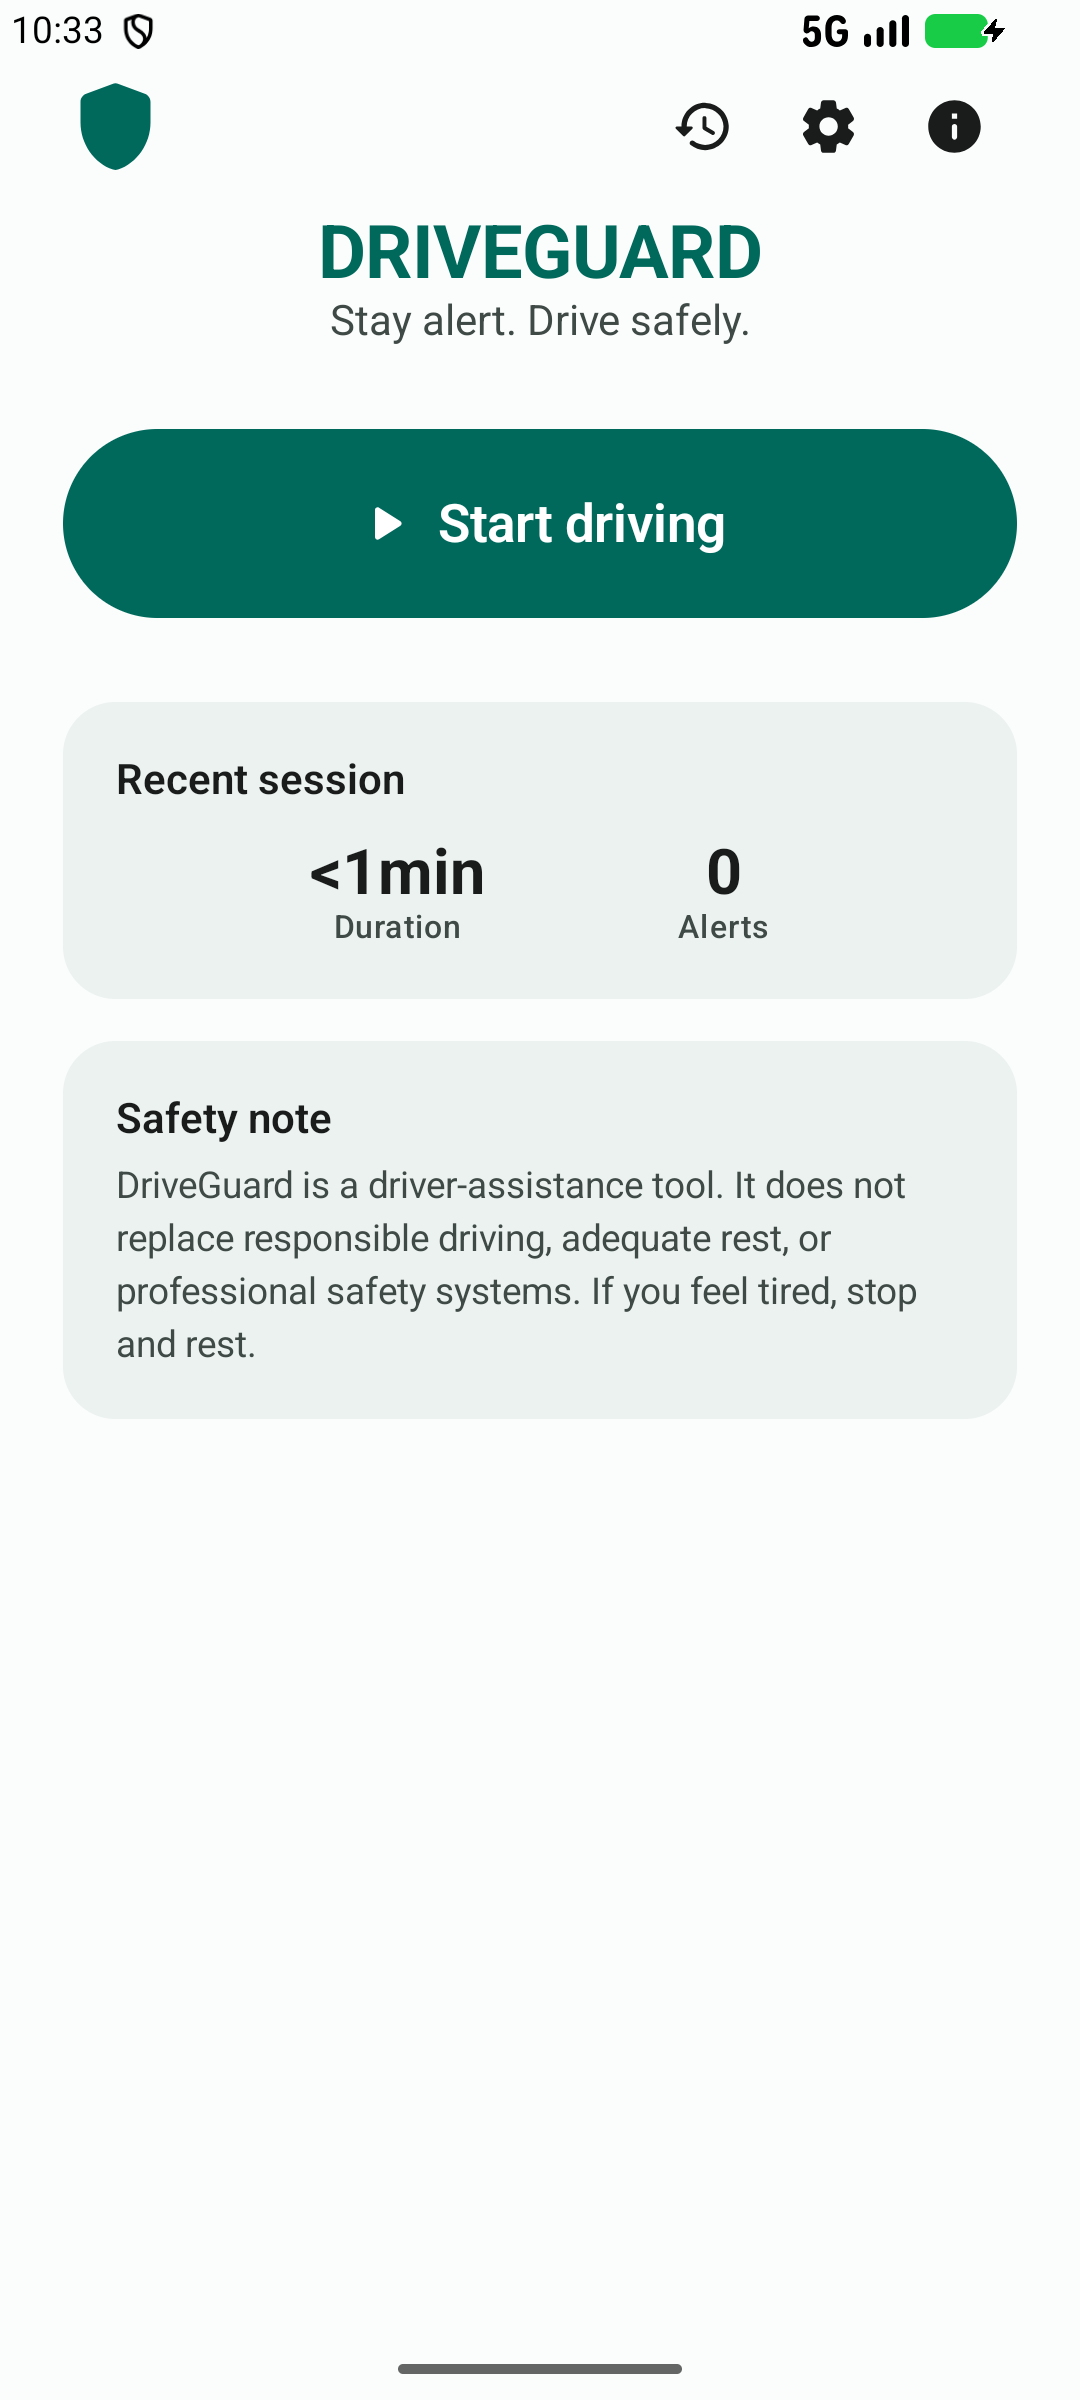 10:33
5G
DRIVEGUARD
Stay alert. Drive safely.
Start driving
Recent session
<1min 0
Duration Alerts
Safety note
DriveGuard is a driver-assistance tool. It does not
replace responsible driving, adequate rest, or
professional safety systems. If you feel tired, stop
and rest.